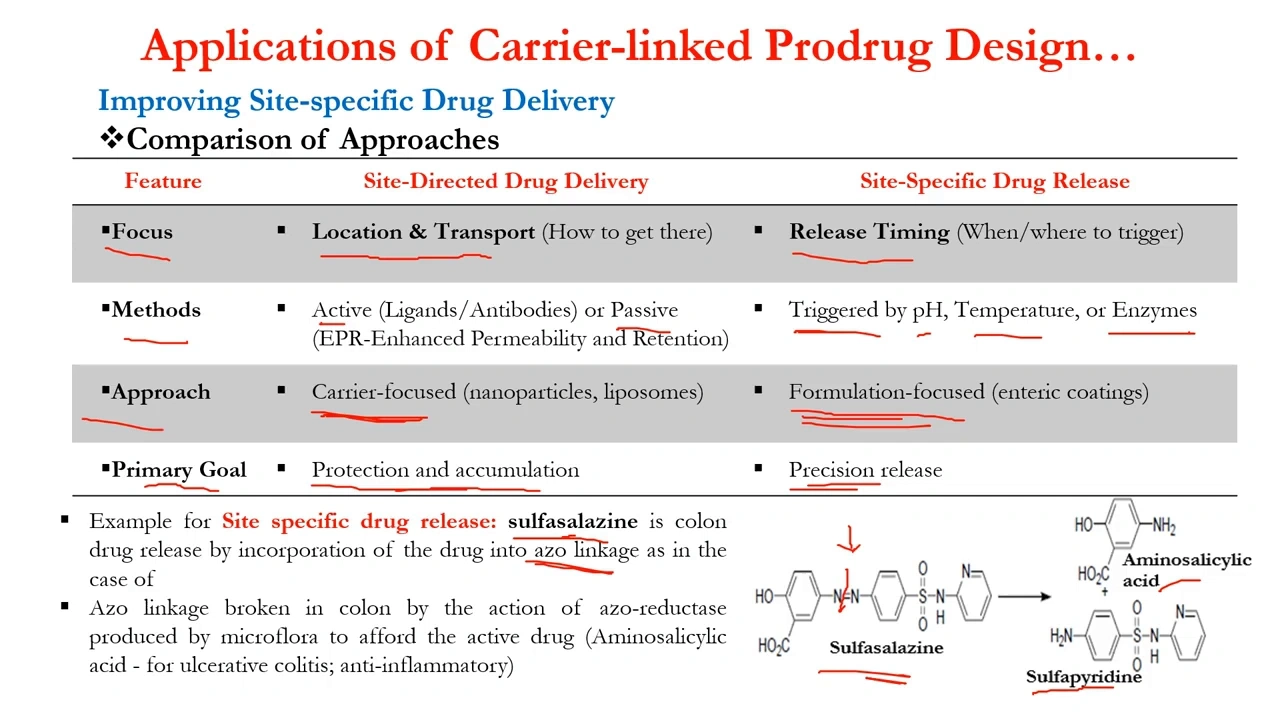 Applications of Carrier-linked Prodrug Design…
Improving Site-specific Drug Delivery
❖Comparison of Approaches
Feature Site-Directed Drug Delivery Site-Specific Drug Release
▪Focus ▪ Location & Transport (How to get there) ▪ Release Timing (When/where to trigger)
▪Methods ▪ Active (Ligands/Antibodies) or Passive ▪ Triggered by pH, Temperature, or Enzymes
(EPR-Enhanced Permeability and Retention)
▪Approach ▪ Carrier-focused (nanoparticles, liposomes) ▪ Formulation-focused (enteric coatings)
▪Primary Goal ▪ Protection and accumulation ▪ Precision release
▪ Example for Site specific drug release: sulfasalazine is colon
drug release by incorporation of the drug into azo linkage as in the
case of
▪ Azo linkage broken in colon by the action of azo-reductase
produced by microflora to afford the active drug (Aminosalicylic
acid - for ulcerative colitis; anti-inflammatory)
HO N=N O S O N H N
HO₂C
Sulfasalazine
HO NH₂
HO₂C
Aminosalicylic
acid
+
H₂N O S O N H N
Sulfapyridine